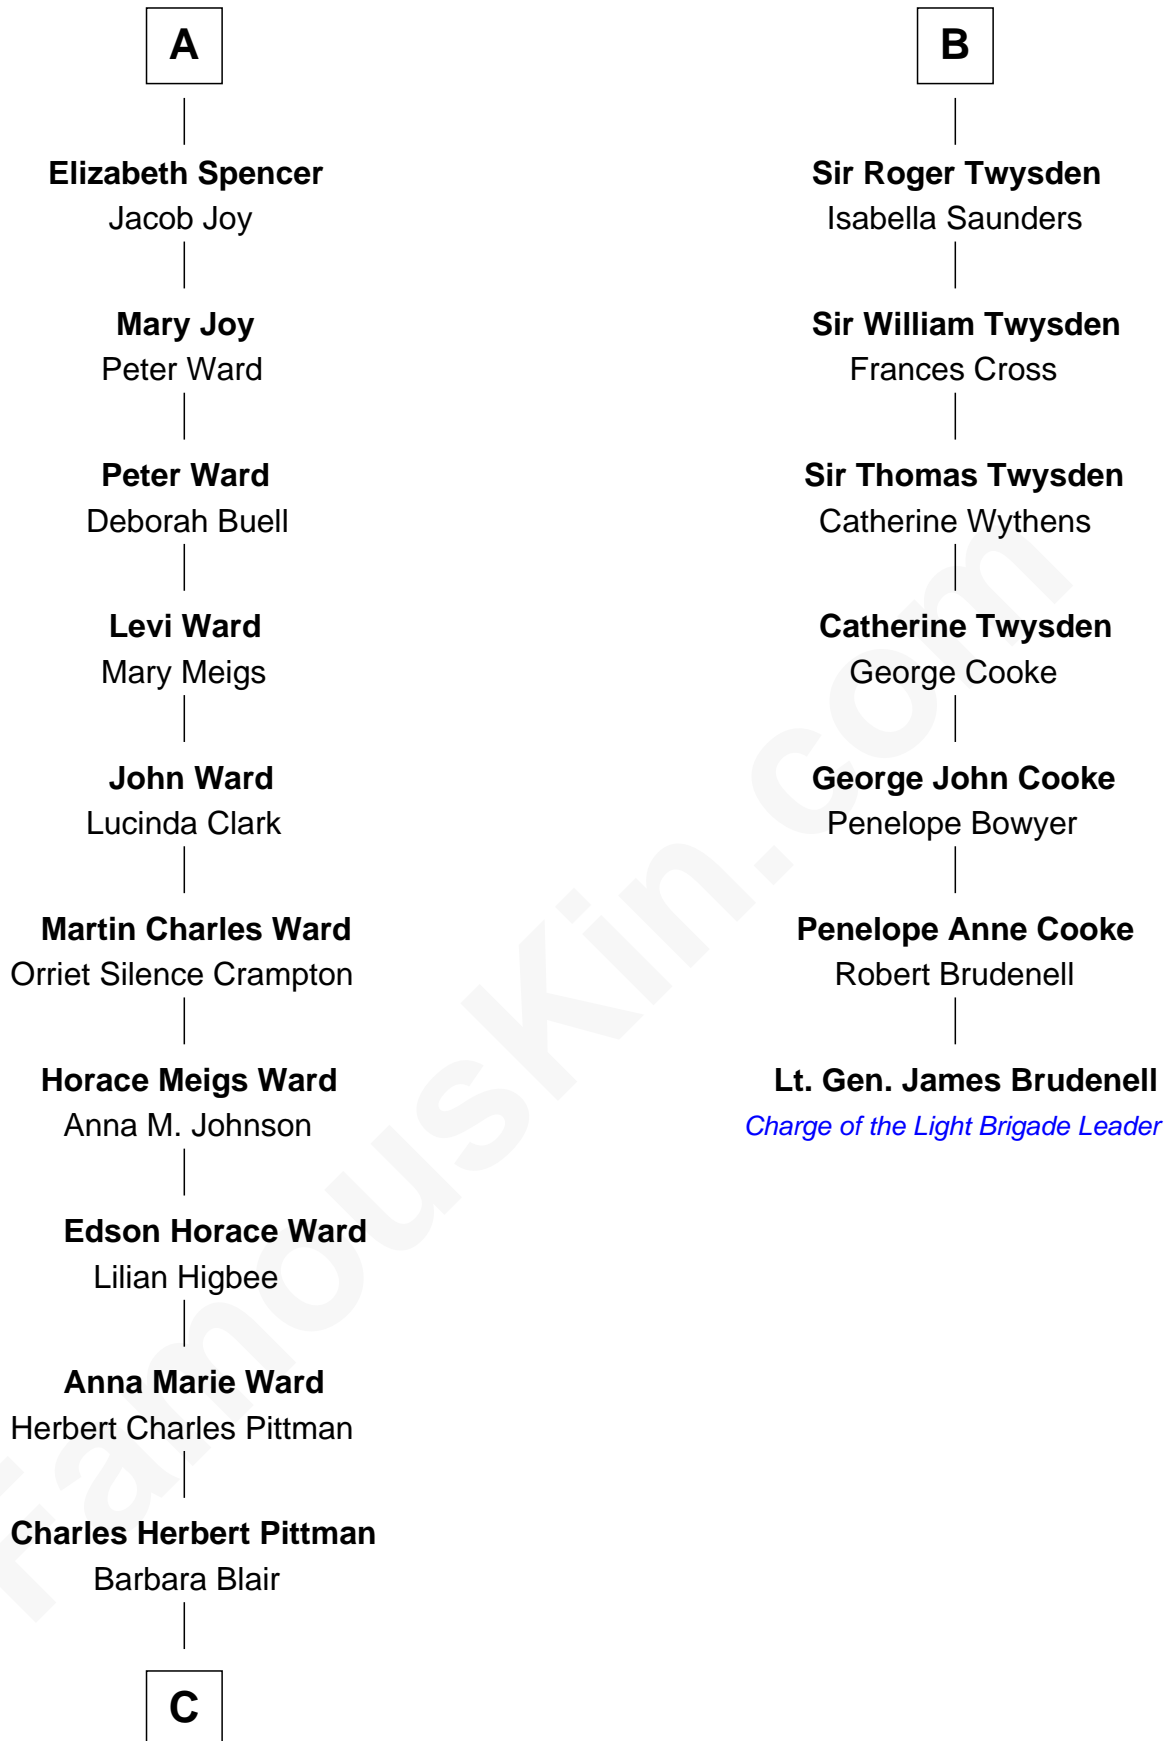 A
Elizabeth Spencer
Jacob Joy
Mary Joy
Peter Ward
Peter Ward
Deborah Buell
Levi Ward
Mary Meigs
John Ward
Lucinda Clark
Martin Charles Ward
Orriet Silence Crampton
Horace Meigs Ward
Anna M. Johnson
Edson Horace Ward
Lilian Higbee
Anna Marie Ward
Herbert Charles Pittman
Charles Herbert Pittman
Barbara Blair
C
B
Sir Roger Twysden
Isabella Saunders
Sir William Twysden
Frances Cross
Sir Thomas Twysden
Catherine Wythens
Catherine Twysden
George Cooke
George John Cooke
Penelope Bowyer
Penelope Anne Cooke
Robert Brudenell
Lt. Gen. James Brudenell
Charge of the Light Brigade Leader
FamousKin.com